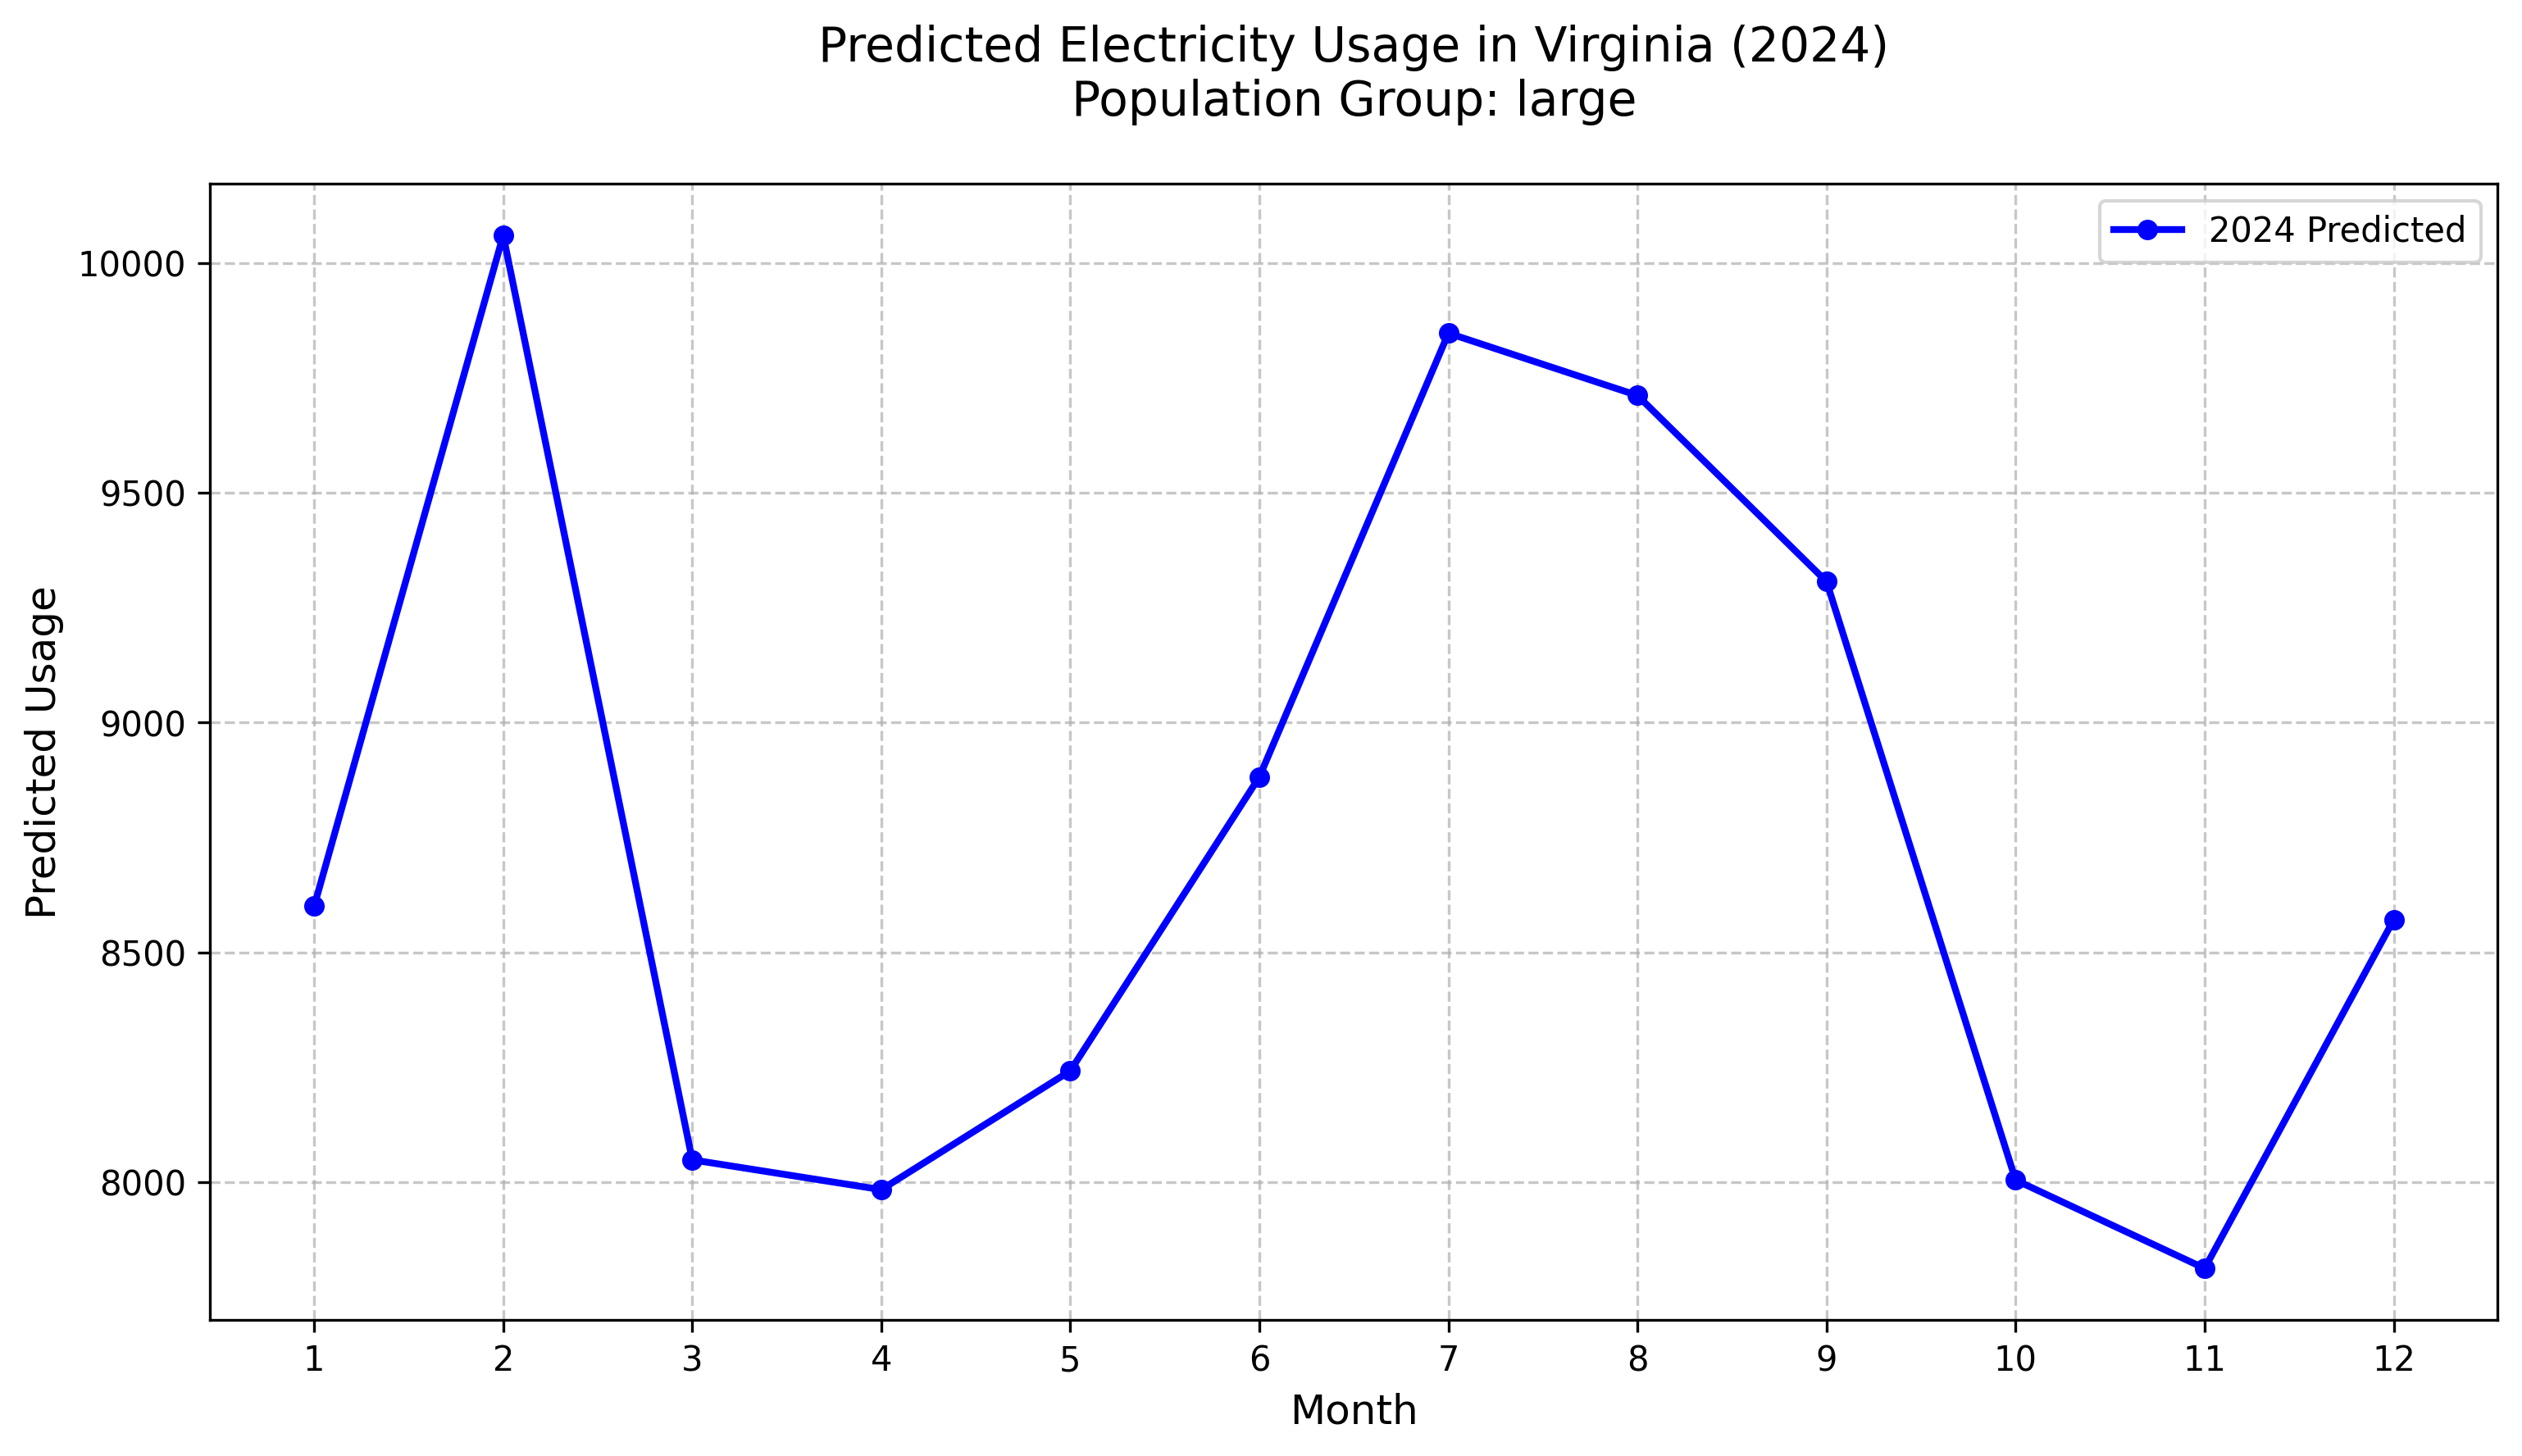 Predicted Electricity Usage in Virginia (2024)
Population Group: large
2024 Predicted
10000
9500
9000
8500
8000
Predicted Usage
1 2 3 4 5 6 7 8 9 10 11 12
Month